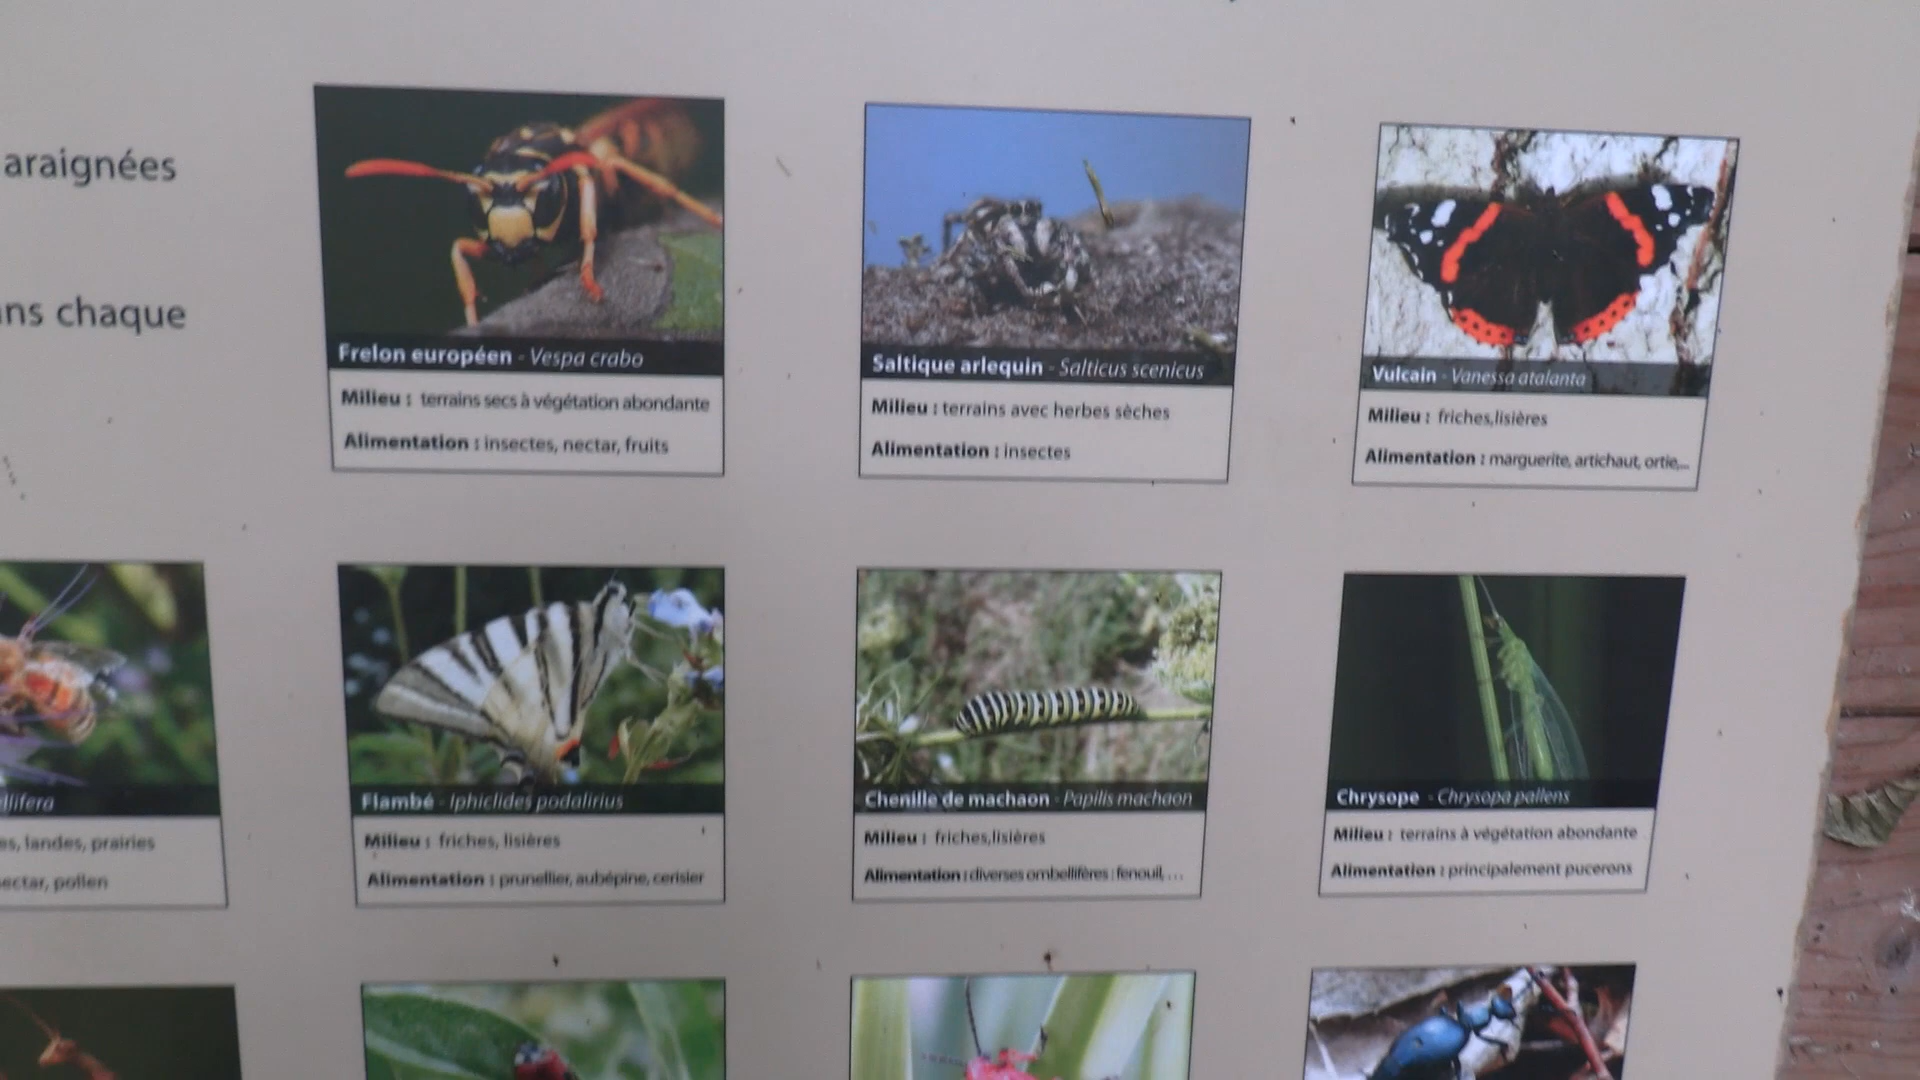 araignées
ans chaque
Frelon européen - Vespa crabo
Milieu : terrains secs à végétation abondante
Alimentation : insectes, nectar, fruits
Saltique arlequin - Salticus scenicus
Milieu : terrains avec herbes sèches
Alimentation : insectes
Vulcain - Vanessa atalanta
Milieu : friches,lisières
Alimentation : marguerite, artichaut, ortie,...
llifera
es, landes, prairies
ectar, pollen
Flambé - Iphiclides podalirius
Milieu : friches, lisières
Alimentation : prunellier, aubépine, cerisier
Chenille de machaon - Papilis machaon
Milieu : friches,lisières
Alimentation : diverses ombellifères : fenouil, ...
Chrysope - Chrysopa pallens
Milieu : terrains à végétation abondante
Alimentation : principalement pucerons